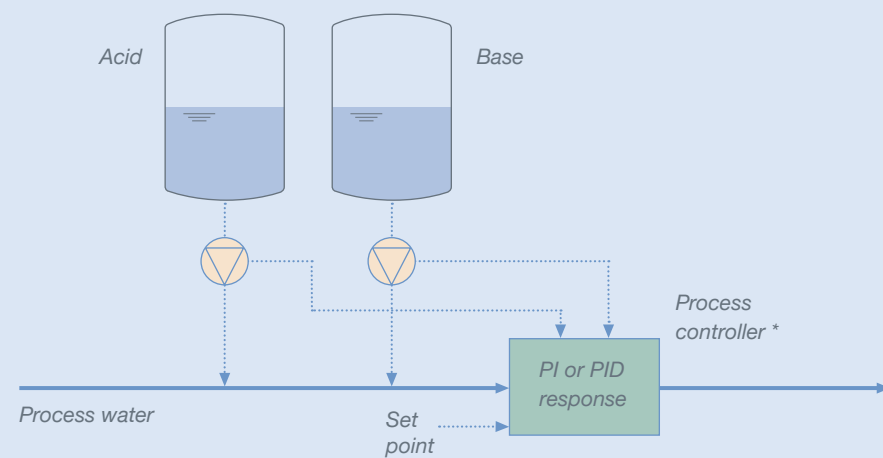 Acid
Base
Process
controller *
PI or PID
response
Process water
Set
point